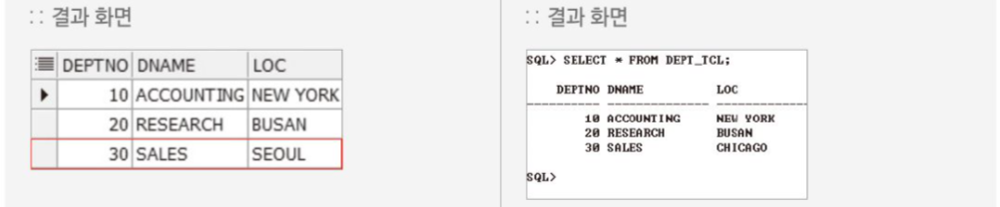 :: 결과 화면
DEPTNO DNAME LOC
10 ACCOUNTING NEW YORK
20 RESEARCH BUSAN
30 SALES SEOUL
:: 결과 화면
SQL> SELECT * FROM DEPT_TCL;
DEPTNO DNAME LOC
---------- -------------- -------------
10 ACCOUNTING NEW YORK
20 RESEARCH BUSAN
30 SALES CHICAGO
SQL>